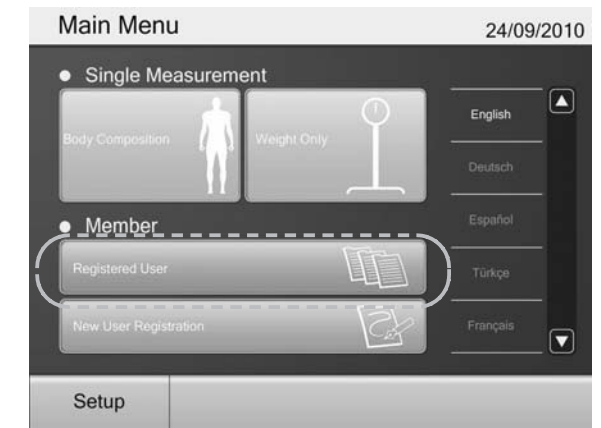 Main Menu
24/09/2010
Single Measurement
Body Composition
Weight Only
Member
Registered User
New User Registration
English
Deutsch
Español
Türkçe
Français
Setup